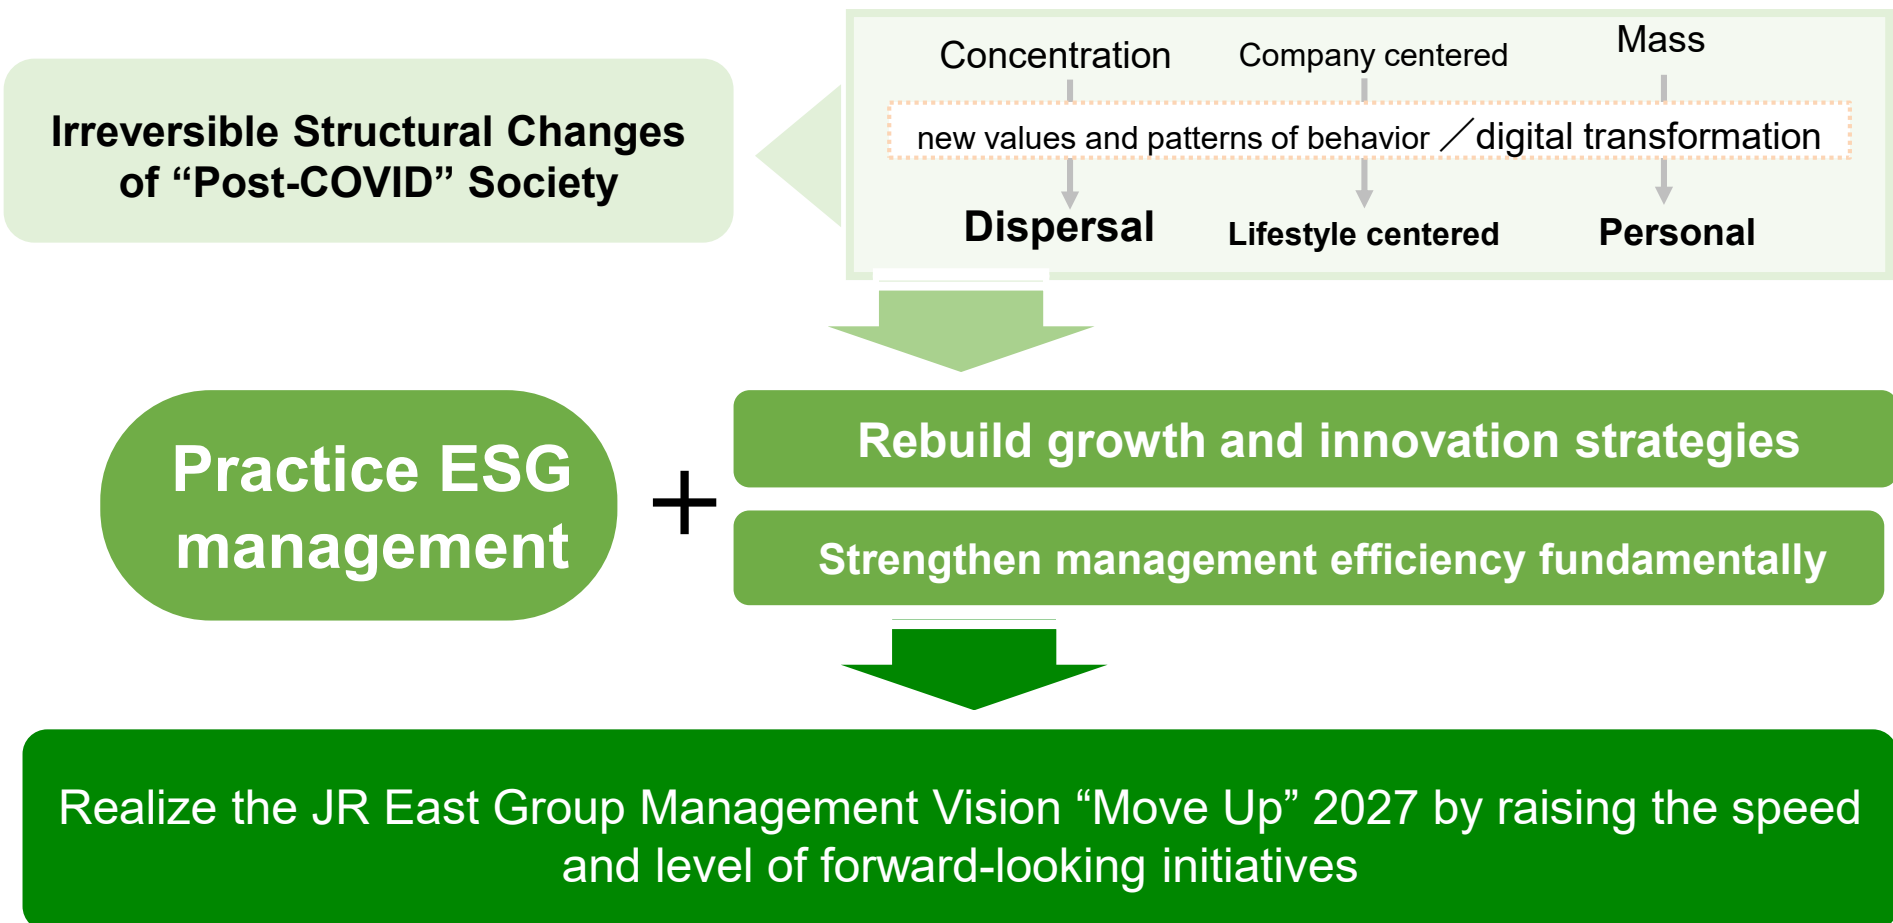 Irreversible Structural Changes
of “Post-COVID” Society
Concentration
Company centered
Mass
new values and patterns of behavior ／digital transformation
Dispersal
Lifestyle centered
Personal
Practice ESG
management
+
Rebuild growth and innovation strategies
Strengthen management efficiency fundamentally
Realize the JR East Group Management Vision “Move Up” 2027 by raising the speed
and level of forward-looking initiatives